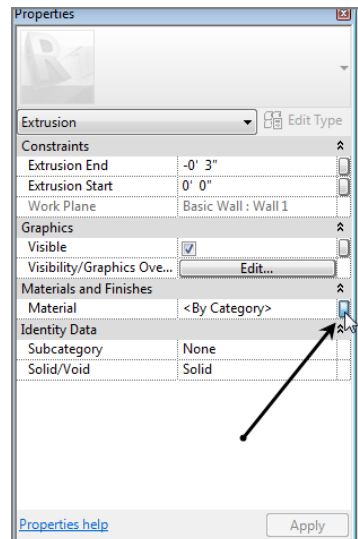 Properties
R1
Extrusion Edit Type
Constraints
Extrusion End -0' 3"
Extrusion Start 0' 0"
Work Plane Basic Wall : Wall 1
Graphics
Visible
Visibility/Graphics Ove... Edit...
Materials and Finishes
Material <By Category>
Identity Data
Subcategory None
Solid/Void Solid
Properties help Apply